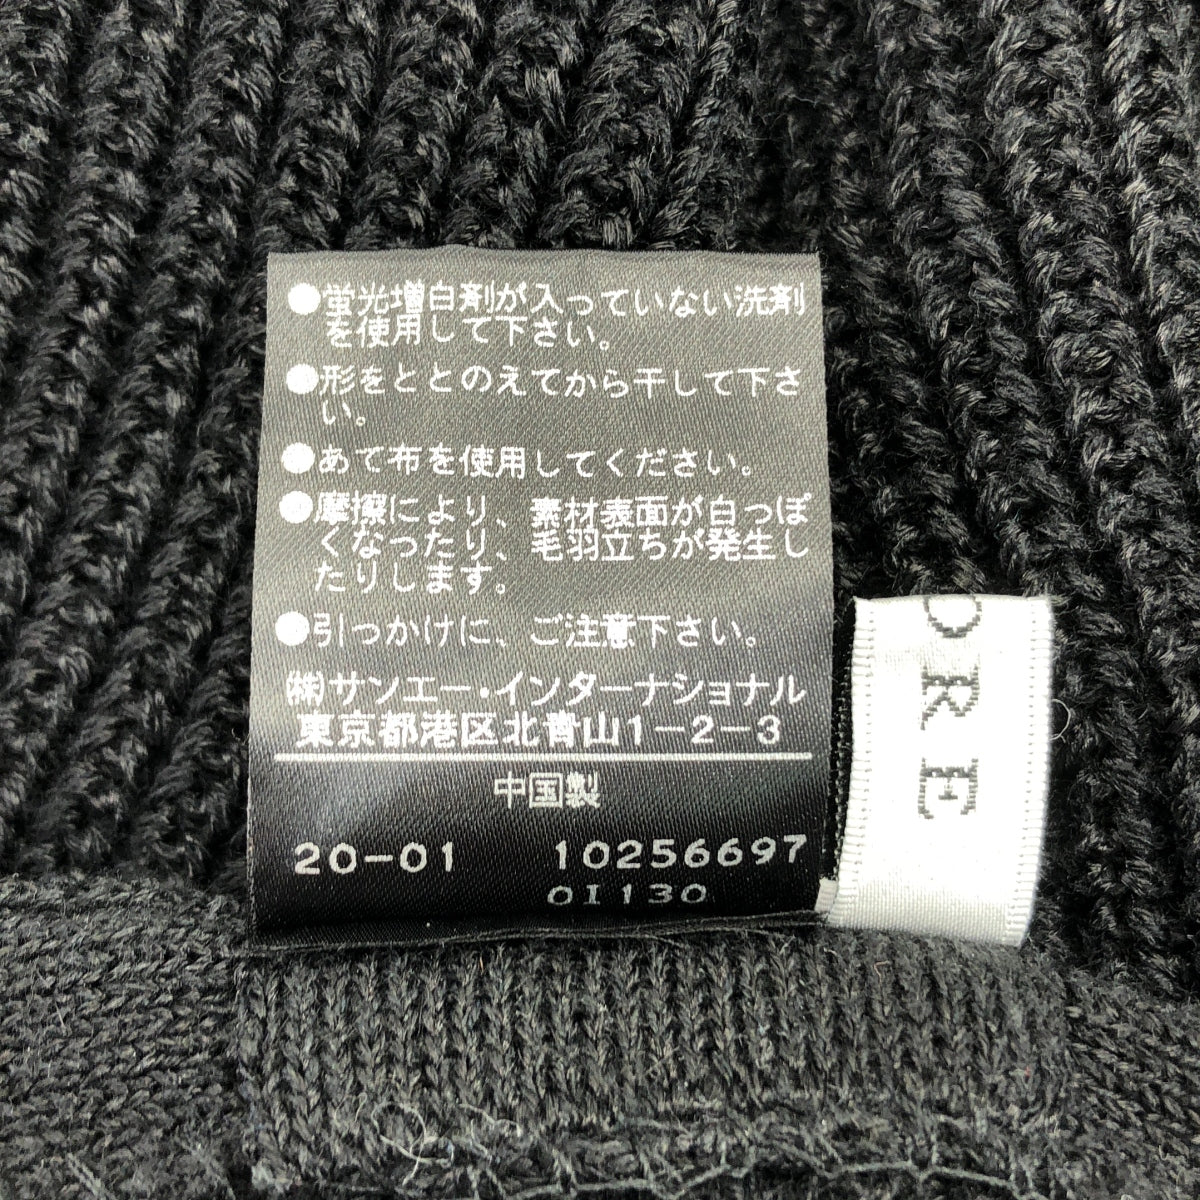 ●蛍光増白剤が入っていない洗剤
を使用して下さい。
●形をととのえてから干して下さ
い。
●あて布を使用してください。
●摩擦により、素材表面が白っぽ
くなったり、毛羽立ちが発生し
たりします。
●引っかけに、ご注意下さい。
㈱サンエー・インターナショナル
東京都港区北青山1-2-3
中国製
20-01 10256697
0I130
ORE